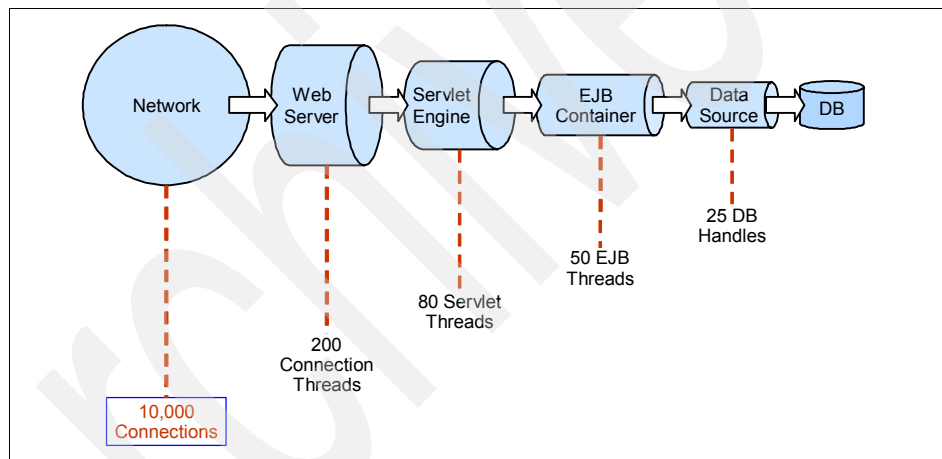 Network
Web
Server
Servlet
Engine
EJB
Container
Data
Source
DB
25 DB
Handles
50 EJB
Threads
80 Servlet
Threads
200
Connection
Threads
10,000
Connections